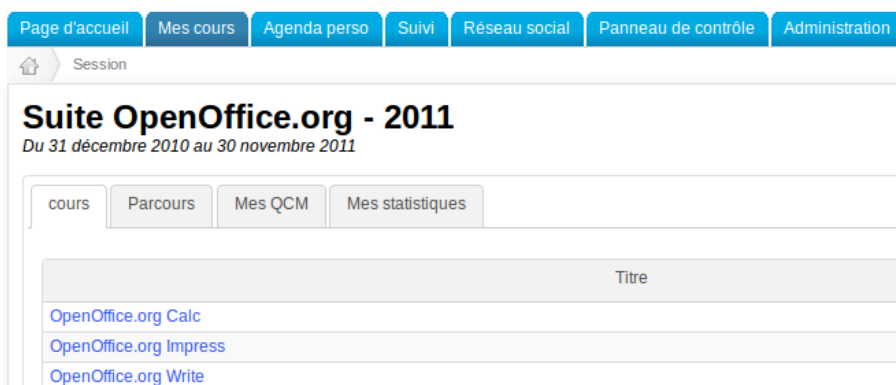 Page d'accueil Mes cours Agenda perso Suivi Réseau social Panneau de contrôle Administration
Session
Suite OpenOffice.org - 2011
Du 31 décembre 2010 au 30 novembre 2011
cours Parcours Mes QCM Mes statistiques
Titre
OpenOffice.org Calc
OpenOffice.org Impress
OpenOffice.org Write